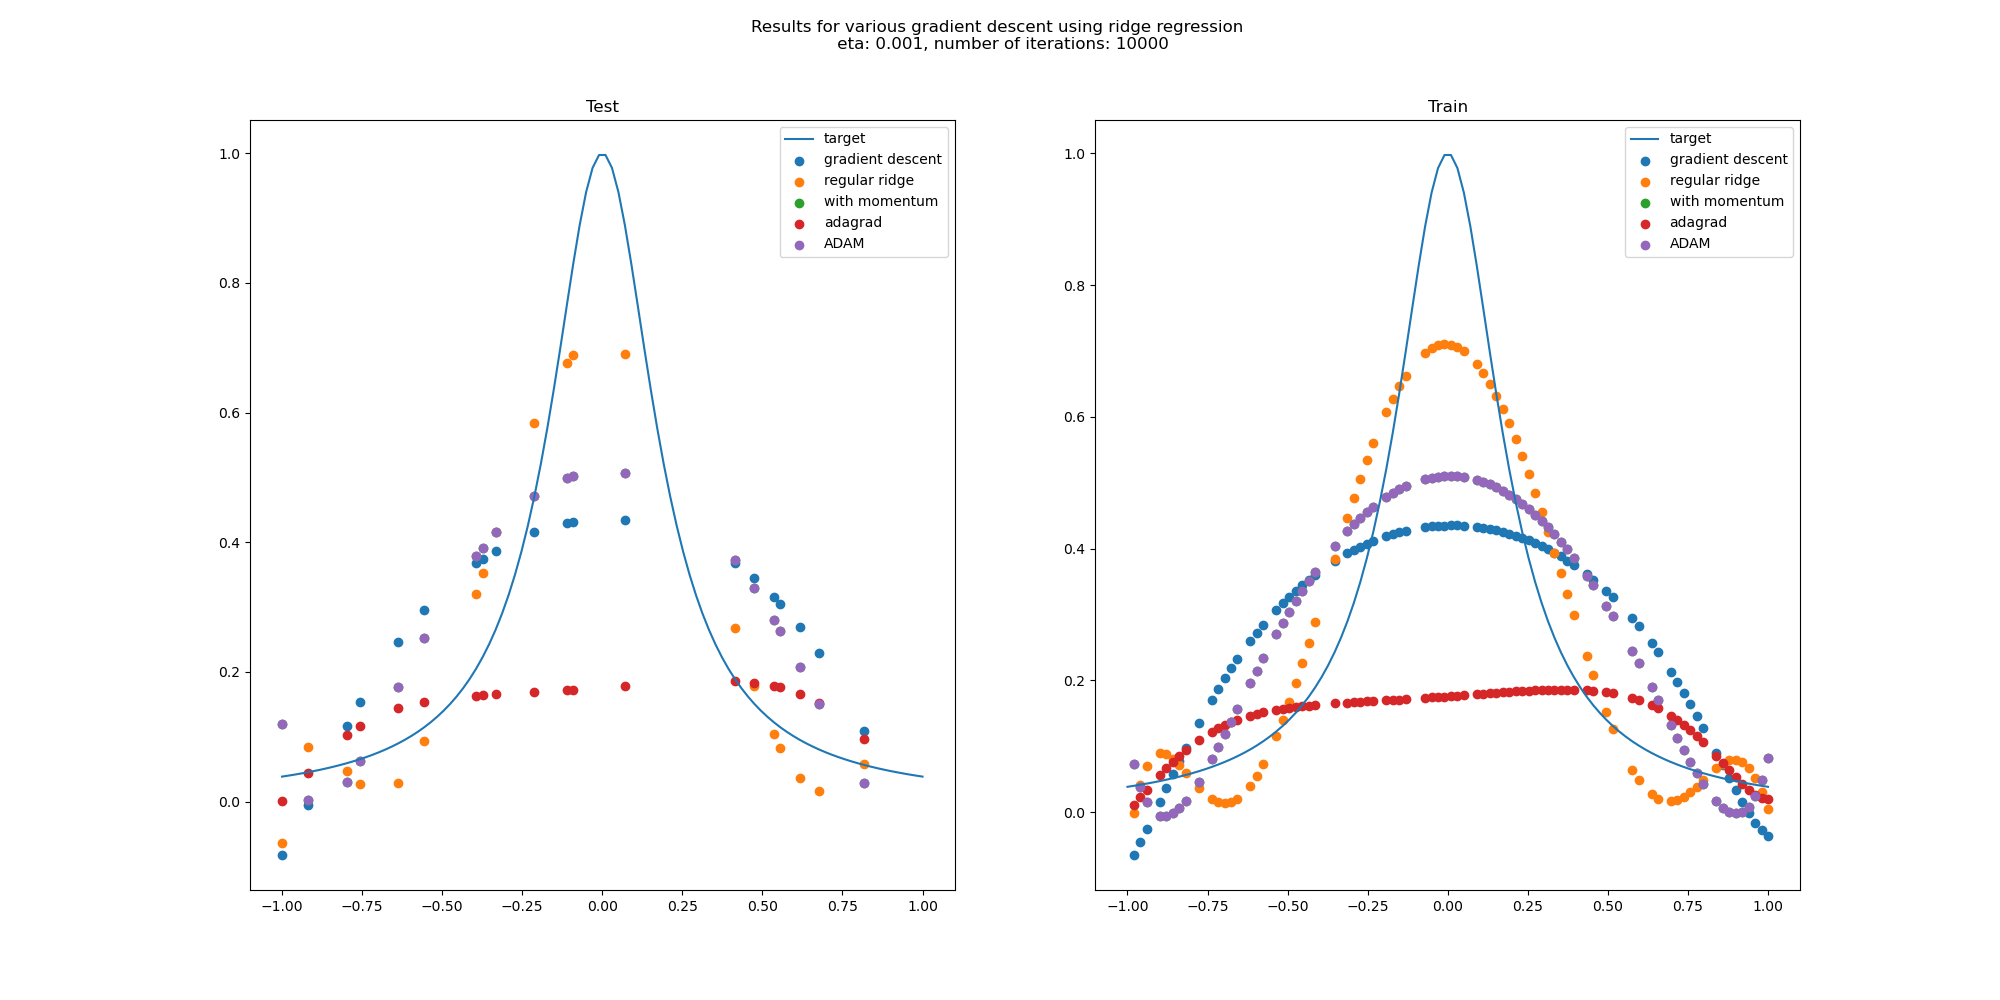 Results for various gradient descent using ridge regression
eta: 0.001, number of iterations: 10000
Test
target
gradient descent
regular ridge
with momentum
adagrad
ADAM
1.0
0.8
0.6
0.4
0.2
0.0
−1.00 −0.75 −0.50 −0.25 0.00 0.25 0.50 0.75 1.00
Train
target
gradient descent
regular ridge
with momentum
adagrad
ADAM
1.0
0.8
0.6
0.4
0.2
0.0
−1.00 −0.75 −0.50 −0.25 0.00 0.25 0.50 0.75 1.00